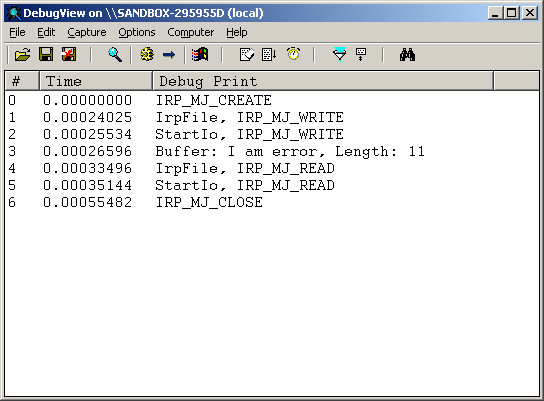 DebugView on \\SANDBOX-295955D (local)
File Edit Capture Options Computer Help
# Time Debug Print
0 0.00000000 IRP_MJ_CREATE
1 0.00024025 IrpFile, IRP_MJ_WRITE
2 0.00025534 StartIo, IRP_MJ_WRITE
3 0.00026596 Buffer: I am error, Length: 11
4 0.00033496 IrpFile, IRP_MJ_READ
5 0.00035144 StartIo, IRP_MJ_READ
6 0.00055482 IRP_MJ_CLOSE